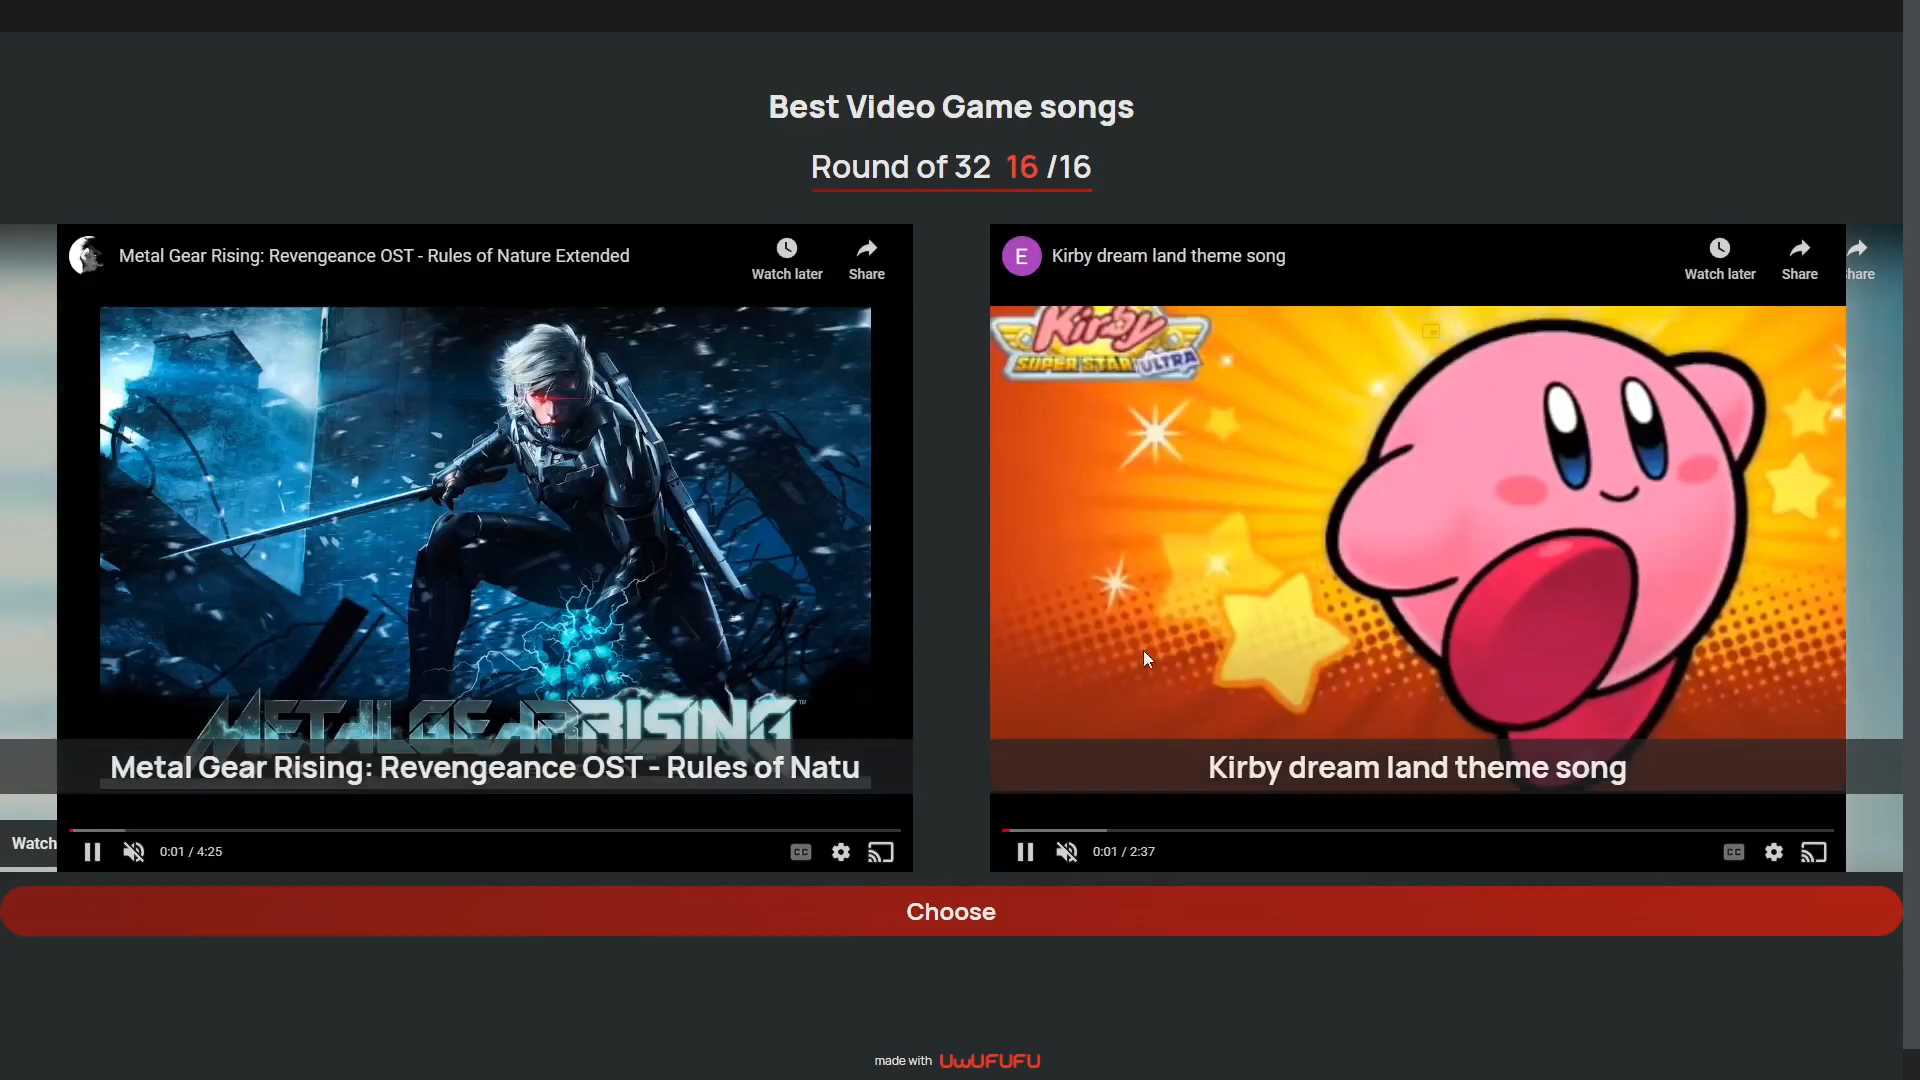 Best Video Game songs
Round of 32 16 /16
Metal Gear Rising: Revengeance OST - Rules of Nature Extended
Watch later
Share
METAL GEAR RISING
™
Metal Gear Rising: Revengeance OST - Rules of Natu
Watch
0:01 / 4:25
CC
E
Kirby dream land theme song
Watch later
Share
hare
Kirby
SUPER STAR ULTRA
Kirby dream land theme song
0:01 / 2:37
CC
Choose
made with UwUFUFU